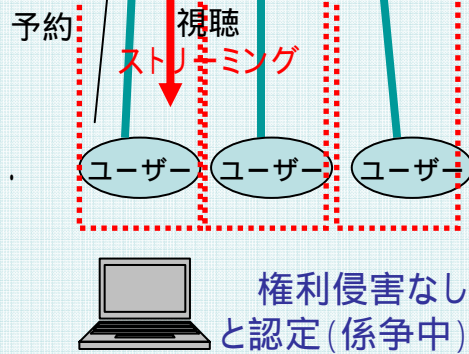 予約
視聴
ストリーミング
ユーザー
ユーザー
ユーザー
権利侵害なし
と認定(係争中)